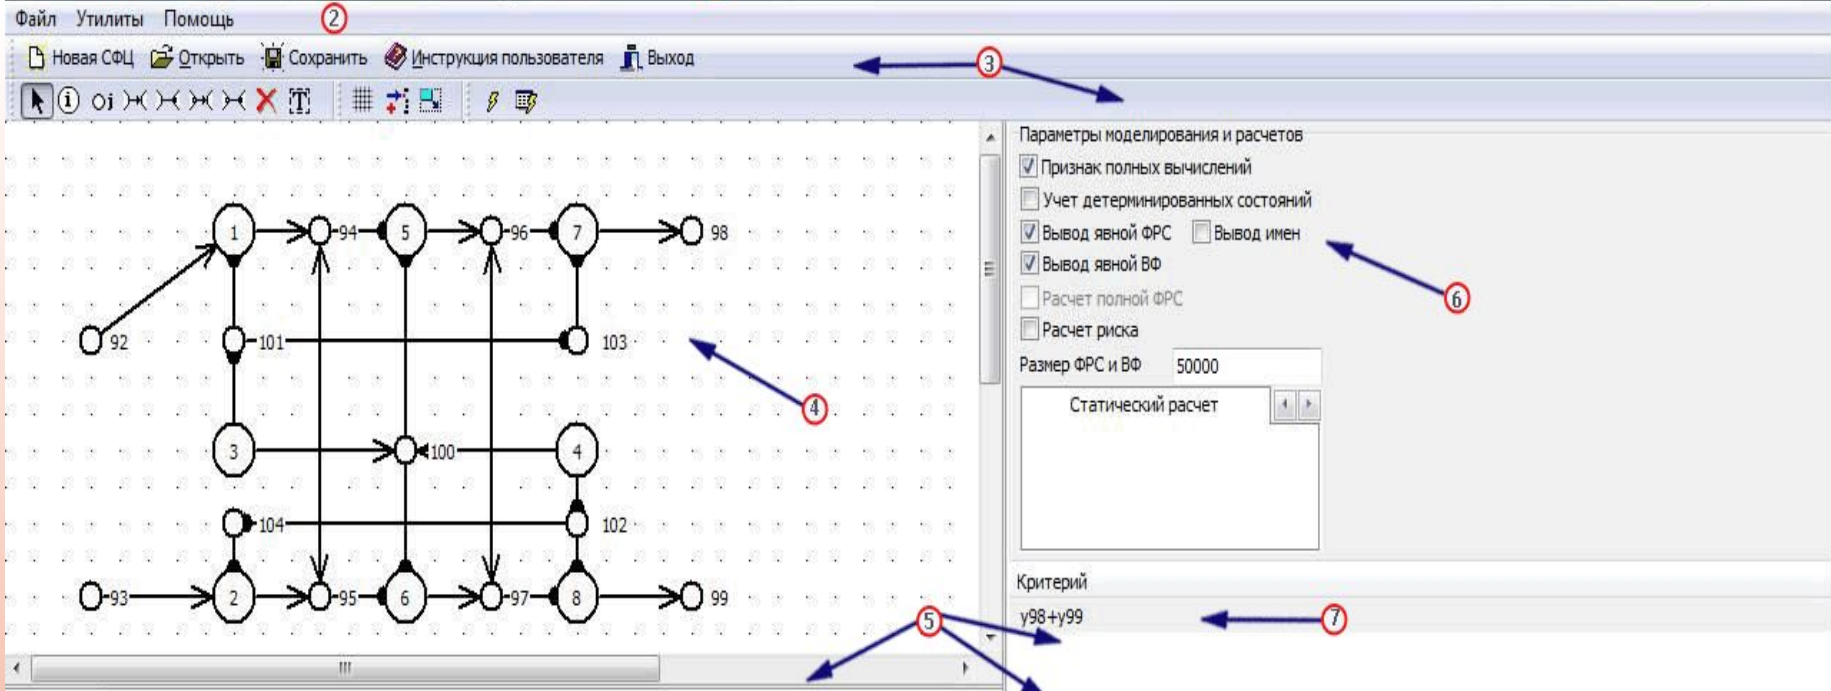 Файл Утилиты Помощь 2
Новая СФЦ Открыть Сохранить Инструкция пользователя Выход 3
i Oj T
Параметры моделирования и расчетов
Признак полных вычислений
Учет детерминированных состояний
Вывод явной ФРС Вывод имен
Вывод явной ВФ
Расчет полной ФРС
6
Расчет риска
Размер ФРС и ВФ 50000
Статический расчет
Критерий
y98+y99 7
1 94 5 96 7 98
92 101 103
4
3 100 4
104 102
93 2 95 6 97 8 99
5